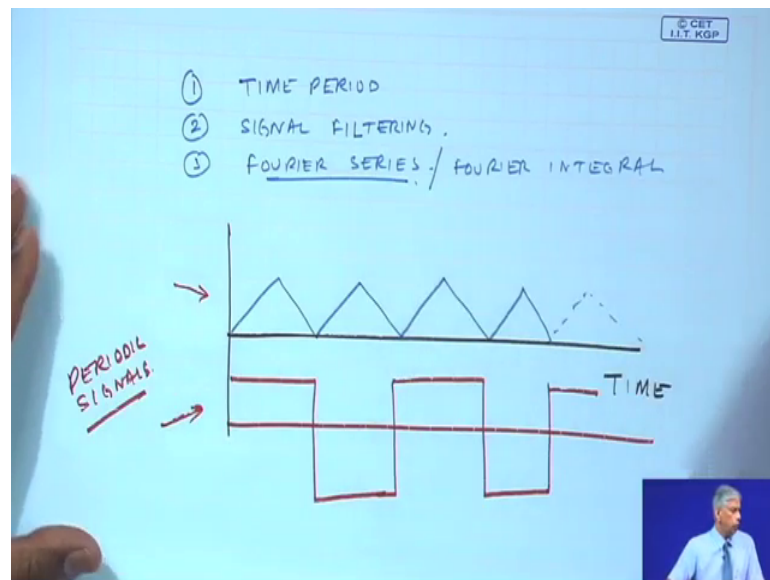 © CET
I.I.T. KGP
① TIME PERIOD
② SIGNAL FILTERING.
③ FOURIER SERIES. / FOURIER INTEGRAL
PERIODIC
SIGNALS.
TIME